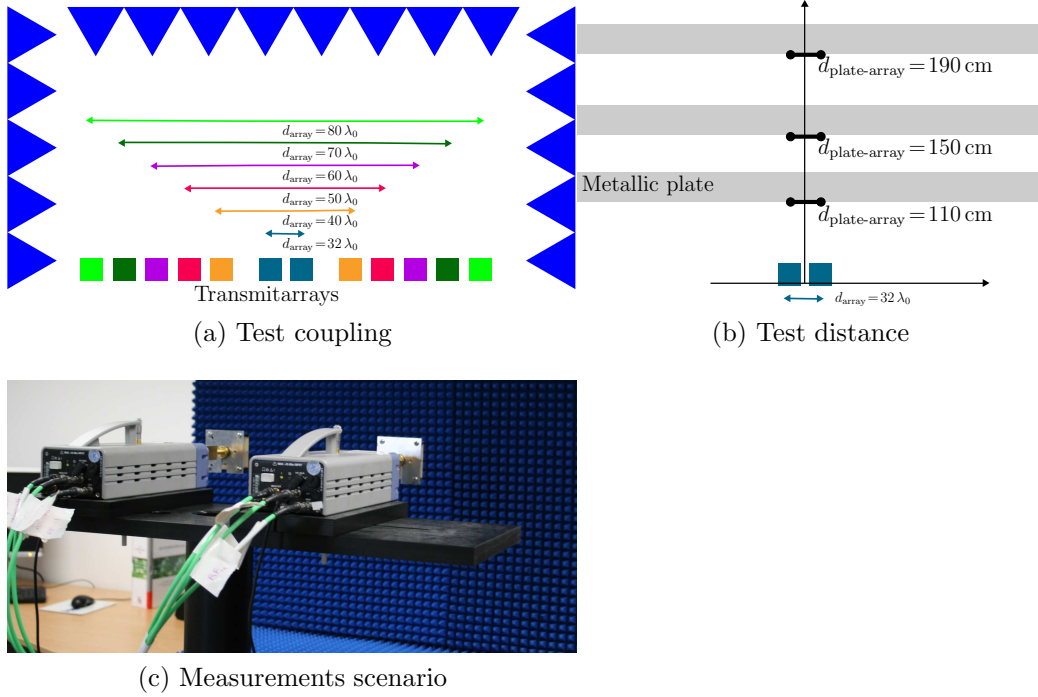 d_array = 80 λ₀
d_array = 70 λ₀
d_array = 60 λ₀
d_array = 50 λ₀
d_array = 40 λ₀
d_array = 32 λ₀
Transmitarrays
(a) Test coupling
d_plate-array = 190 cm
d_plate-array = 150 cm
Metallic plate
d_plate-array = 110 cm
d_array = 32 λ₀
(b) Test distance
(c) Measurements scenario